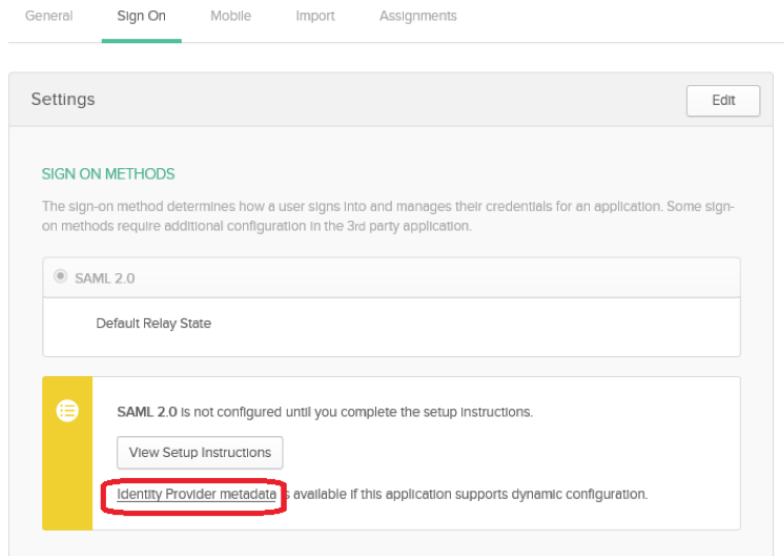 General Sign On Mobile Import Assignments
Settings
Edit
SIGN ON METHODS
The sign-on method determines how a user signs into and manages their credentials for an application. Some sign-
on methods require additional configuration in the 3rd party application.
SAML 2.0
Default Relay State
SAML 2.0 is not configured until you complete the setup instructions.
View Setup Instructions
Identity Provider metadata s available if this application supports dynamic configuration.